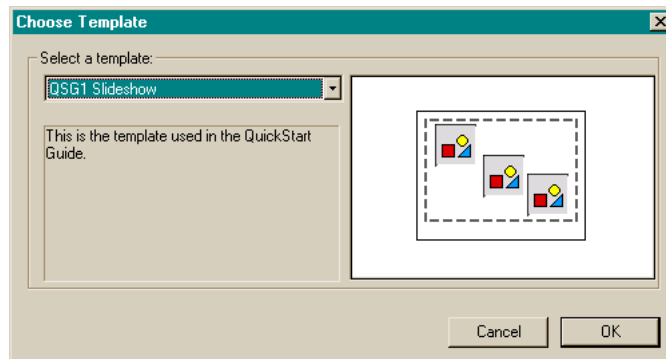 Choose Template
Select a template:
QSG1 Slideshow
This is the template used in the QuickStart
Guide.
Cancel
OK